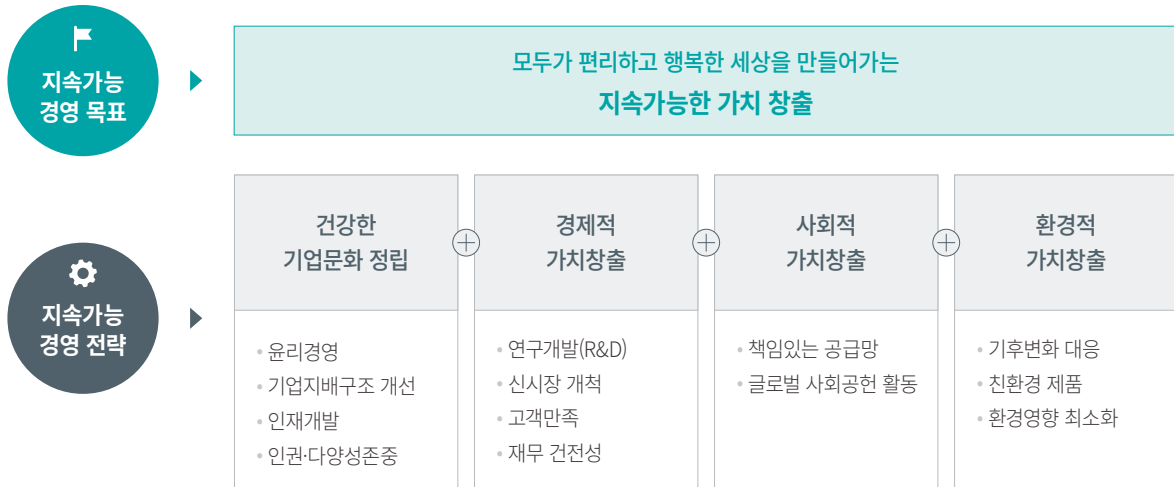 지속가능
경영 목표
모두가 편리하고 행복한 세상을 만들어가는
지속가능한 가치 창출
지속가능
경영 전략
건강한
기업문화 정립
• 윤리경영
• 기업지배구조 개선
• 인재개발
• 인권·다양성존중
경제적
가치창출
• 연구개발(R&D)
• 신시장 개척
• 고객만족
• 재무 건전성
사회적
가치창출
• 책임있는 공급망
• 글로벌 사회공헌 활동
환경적
가치창출
• 기후변화 대응
• 친환경 제품
• 환경영향 최소화